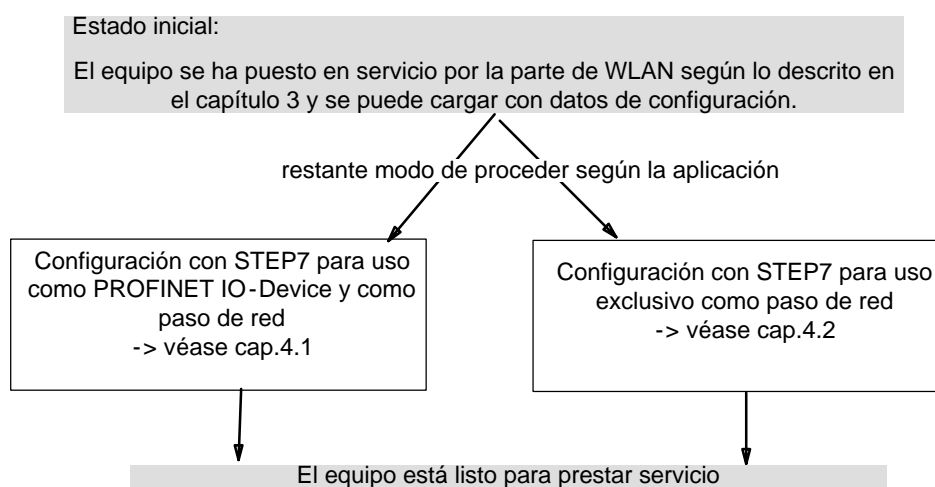 Estado inicial:
El equipo se ha puesto en servicio por la parte de WLAN según lo descrito en
el capítulo 3 y se puede cargar con datos de configuración.
restante modo de proceder según la aplicación
Configuración con STEP7 para uso
como PROFINET IO-Device y como
paso de red
-> véase cap.4.1
Configuración con STEP7 para uso
exclusivo como paso de red
-> véase cap.4.2
El equipo está listo para prestar servicio